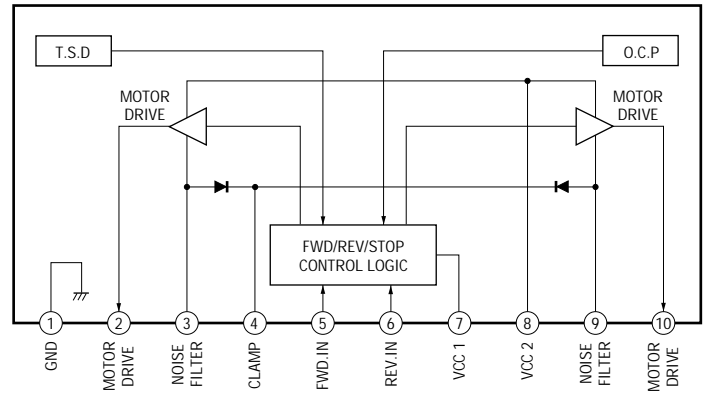 T.S.D
O.C.P
MOTOR
DRIVE
MOTOR
DRIVE
FWD/REV/STOP
CONTROL LOGIC
1
2
3
4
5
6
7
8
9
10
GND
MOTOR
DRIVE
NOISE
FILTER
CLAMP
FWD.IN
REV.IN
VCC 1
VCC 2
NOISE
FILTER
MOTOR
DRIVE